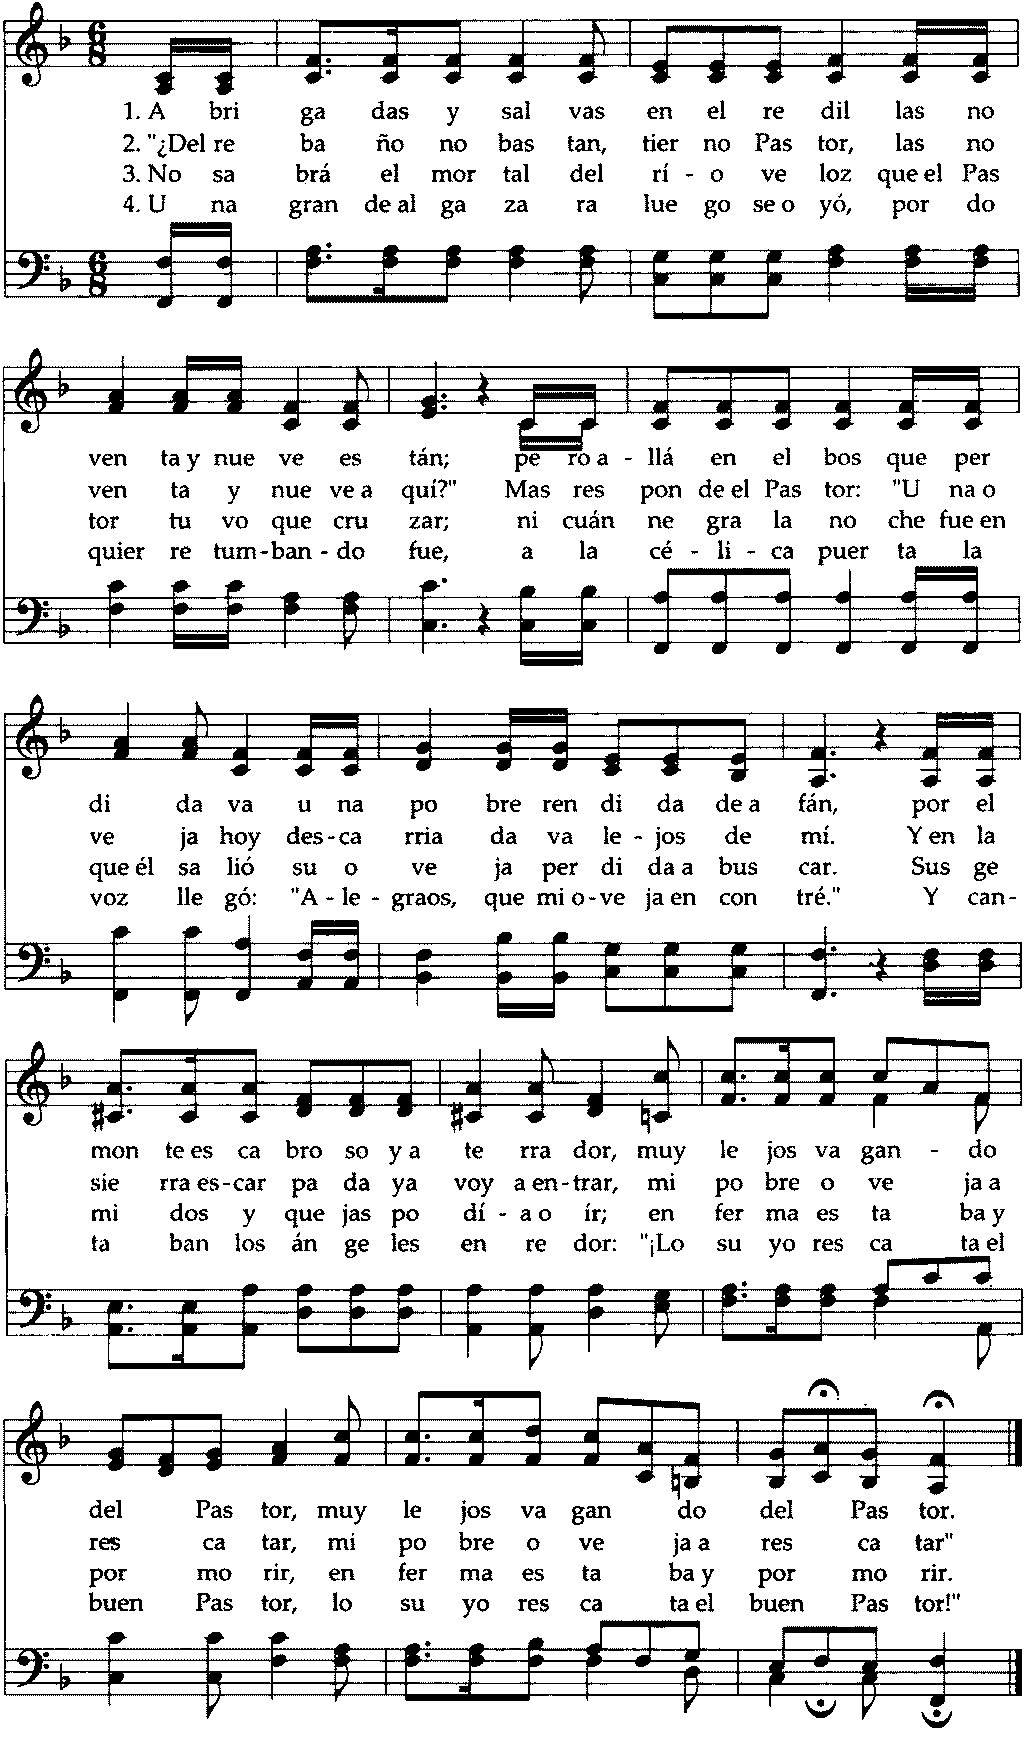 1. A bri ga das y sal vas en el re dil las no
2. "¿Del re ba ño no bas tan, tier no Pas tor, las no
3. No sa brá el mor tal del rí - o ve loz que el Pas
4. U na gran de al ga za ra lue go se o yó, por do
ven ta y nue ve es tán; pe ro a - llá en el bos que per
ven ta y nue ve a quí?" Mas res pon de el Pas tor: "U na o
tor tu vo que cru zar; ni cuán ne gra la no che fue en
quier re tum - ban - do fue, a la cé - li - ca puer ta la
di da va u na po bre ren di da de a fán, por el
ve ja hoy des - ca rria da va le - jos de mí. Y en la
que él sa lió su o ve ja per di da a bus car. Sus ge
voz lle gó: "A - le - graos, que mi o - ve ja en con tré." Y can -
mon te es ca bro so y a te rra dor, muy le jos va gan - do
sie rra es - car pa da ya voy a en - trar, mi po bre o ve ja a
mi dos y que jas po dí - a o ír; en fer ma es ta ba y
ta ban los án ge les en re dor: "¡Lo su yo res ca ta el
del Pas tor, muy le jos va gan do del Pas tor.
res ca tar, mi po bre o ve ja a res ca tar"
por mo rir, en fer ma es ta ba y por mo rir.
buen Pas tor, lo su yo res ca ta el buen Pas tor!"